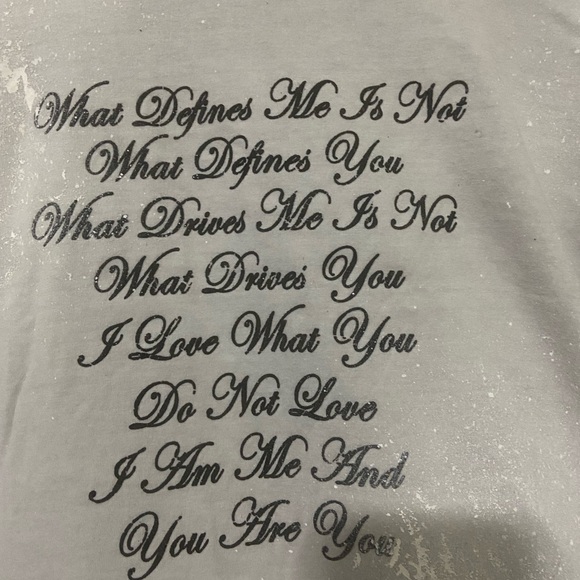 What Defines Me Is Not
What Defines You
What Drives Me Is Not
What Drives You
I Love What You
Do Not Love
I Am Me And
You Are You